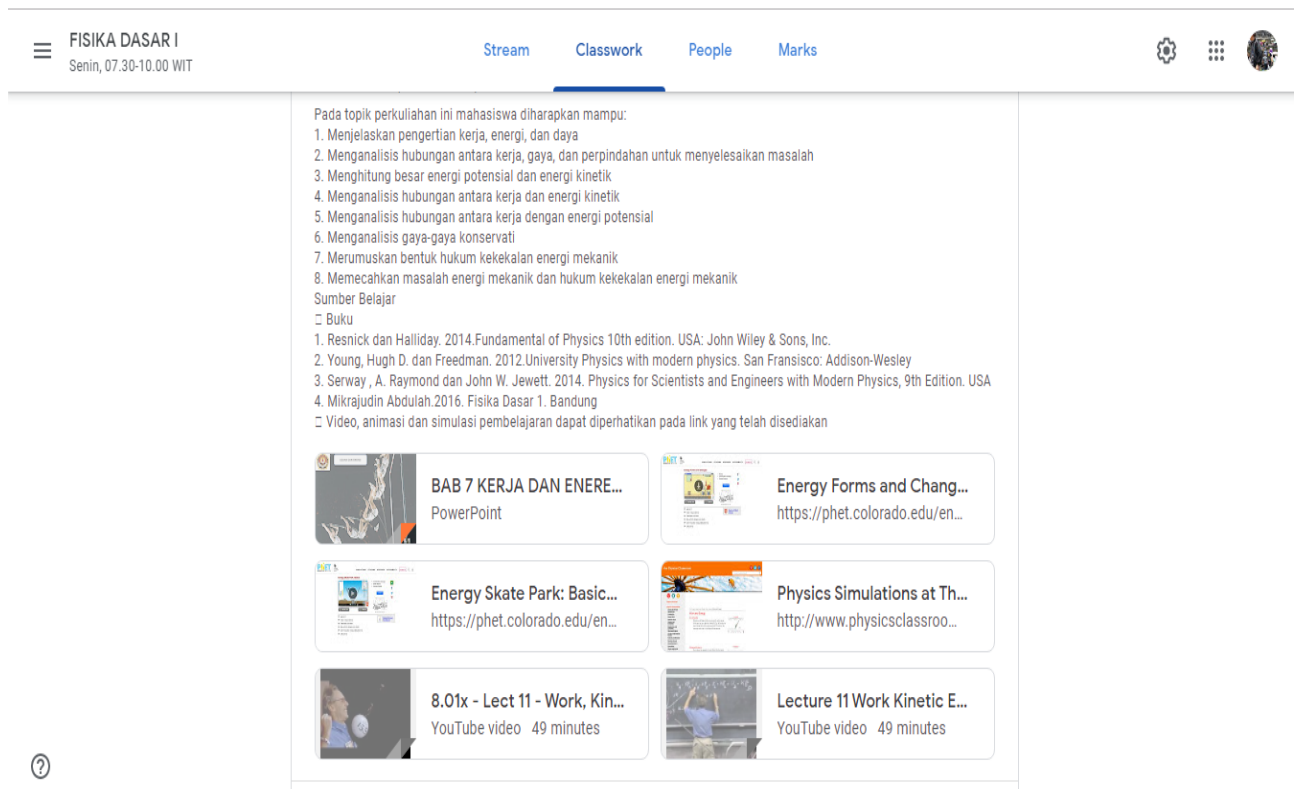 FISIKA DASAR I
Senin, 07.30-10.00 WIT
Stream
Classwork
People
Marks
Pada topik perkuliahan ini mahasiswa diharapkan mampu:
1. Menjelaskan pengertian kerja, energi, dan daya
2. Menganalisis hubungan antara kerja, gaya, dan perpindahan untuk menyelesaikan masalah
3. Menghitung besar energi potensial dan energi kinetik
4. Menganalisis hubungan antara kerja dan energi kinetik
5. Menganalisis hubungan antara kerja dengan energi potensial
6. Menganalisis gaya-gaya konservati
7. Merumuskan bentuk hukum kekekalan energi mekanik
8. Memecahkan masalah energi mekanik dan hukum kekekalan energi mekanik
Sumber Belajar
Buku
1. Resnick dan Halliday. 2014.Fundamental of Physics 10th edition. USA: John Wiley & Sons, Inc.
2. Young, Hugh D. dan Freedman. 2012.University Physics with modern physics. San Fransisco: Addison-Wesley
3. Serway , A. Raymond dan John W. Jewett. 2014. Physics for Scientists and Engineers with Modern Physics, 9th Edition. USA
4. Mikrajudin Abdulah.2016. Fisika Dasar 1. Bandung
Video, animasi dan simulasi pembelajaran dapat diperhatikan pada link yang telah disediakan
BAB 7 KERJA DAN ENERE...
PowerPoint
Energy Forms and Chang...
https://phet.colorado.edu/en...
Energy Skate Park: Basic...
https://phet.colorado.edu/en...
Physics Simulations at Th...
http://www.physicsclassroo...
8.01x - Lect 11 - Work, Kin...
YouTube video 49 minutes
Lecture 11 Work Kinetic E...
YouTube video 49 minutes